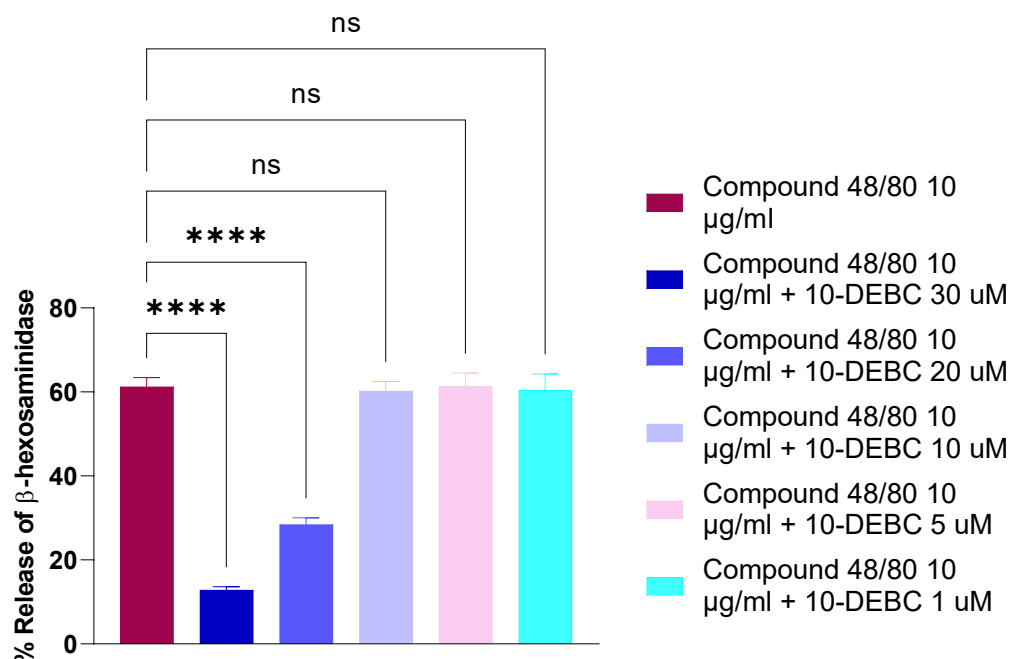 ns
ns
ns
****
****
% Release of β-hexosaminidase
80
60
40
20
0
Compound 48/80 10
µg/ml
Compound 48/80 10
µg/ml + 10-DEBC 30 uM
Compound 48/80 10
µg/ml + 10-DEBC 20 uM
Compound 48/80 10
µg/ml + 10-DEBC 10 uM
Compound 48/80 10
µg/ml + 10-DEBC 5 uM
Compound 48/80 10
µg/ml + 10-DEBC 1 uM